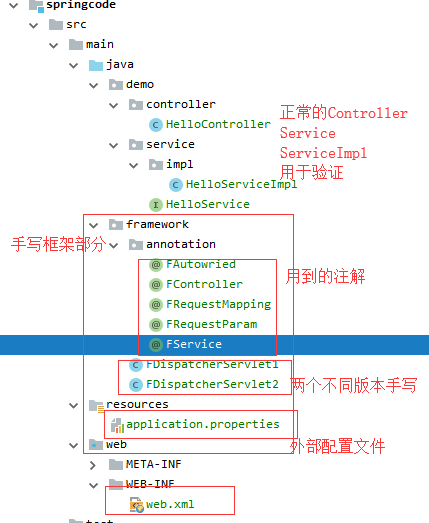 springcode
src
main
java
demo
controller
HelloController
正常的Controller
Service
ServiceImpl
用于验证
service
impl
HelloServiceImpl
HelloService
手写框架部分
framework
annotation
FAutowried
FController
FRequestMapping
FRequestParam
FService
用到的注解
FDispatcherServlet1
FDispatcherServlet2
两个不同版本手写
resources
application.properties
外部配置文件
web
META-INF
WEB-INF
web.xml